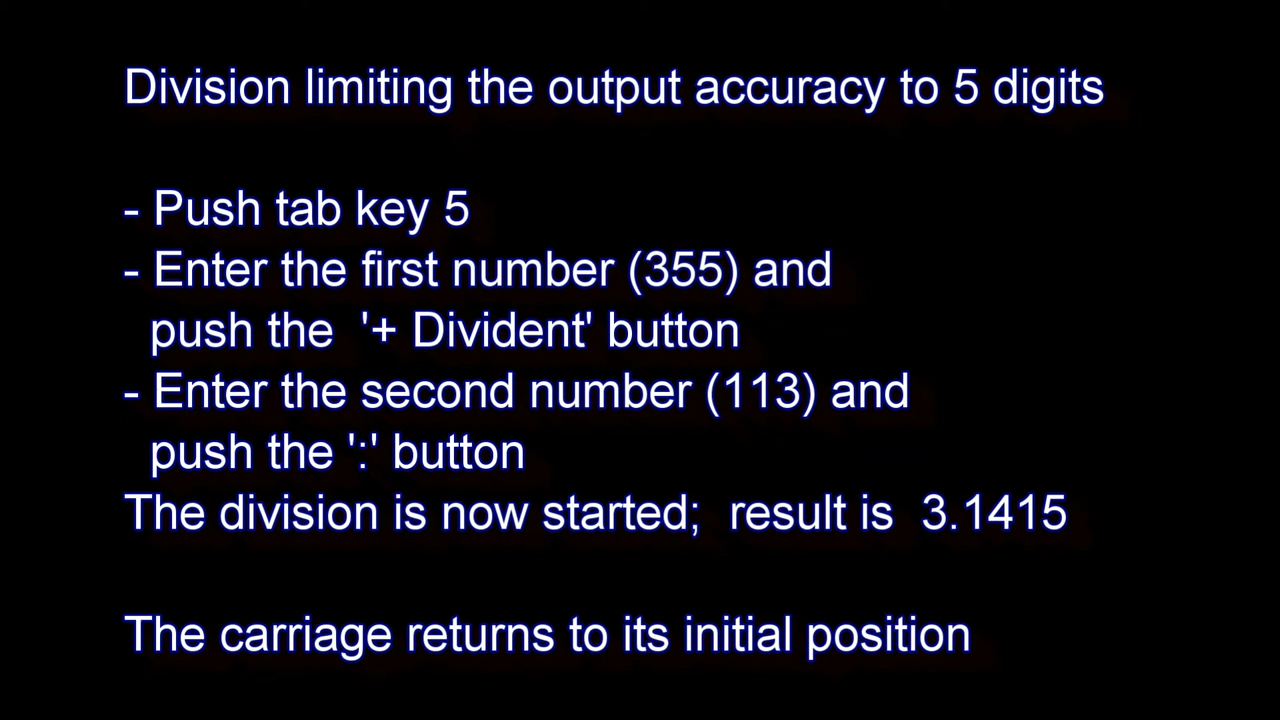 Division limiting the output accuracy to 5 digits
- Push tab key 5
- Enter the first number (355) and
push the '+ Divident' button
- Enter the second number (113) and
push the ':' button
The division is now started; result is 3.1415
The carriage returns to its initial position